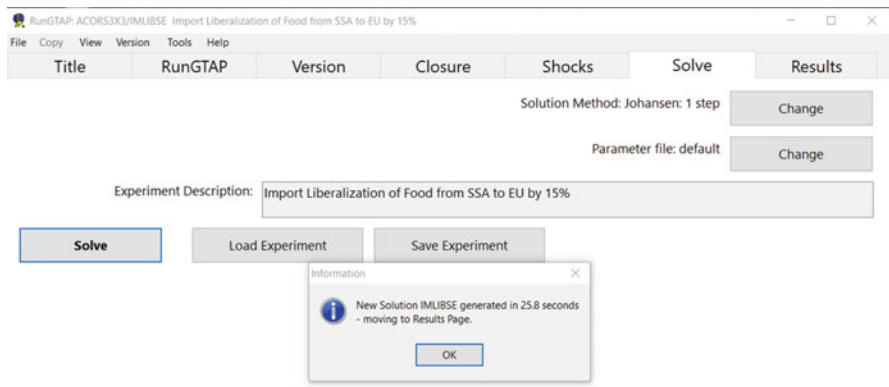 RunGTAP: ACORS3X3/IMLIBSE Import Liberalization of Food from SSA to EU by 15%
File Copy View Version Tools Help
Title RunGTAP Version Closure Shocks Solve Results
Solution Method: Johansen: 1 step Change
Parameter file: default Change
Experiment Description: Import Liberalization of Food from SSA to EU by 15%
Solve Load Experiment Save Experiment
Information
New Solution IMLIBSE generated in 25.8 seconds
- moving to Results Page.
OK